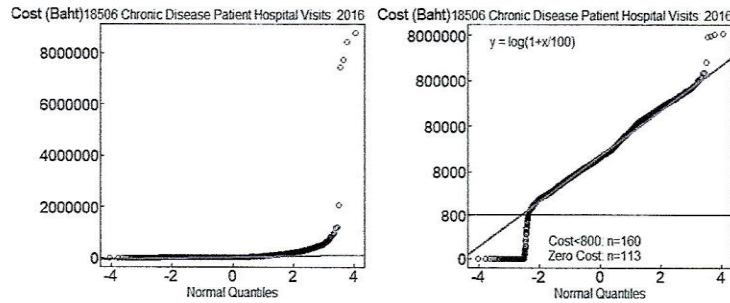 Cost (Baht)18506 Chronic Disease Patient Hospital Visits: 2016
8000000
6000000
4000000
2000000
0
-4 -2 0 2 4
Normal Quantiles
Cost (Baht)18506 Chronic Disease Patient Hospital Visits: 2016
y = log(1+x/100)
8000000
800000
80000
8000
800
0
Cost<800: n=160
Zero Cost: n=113
-4 -2 0 2 4
Normal Quantiles